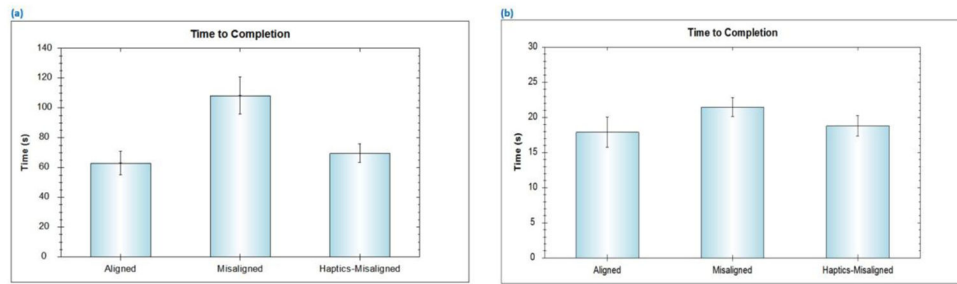 (a)
Time to Completion
140
120
100
80
60
40
20
0
Time (s)
Aligned Misaligned Haptics-Misaligned
(b)
Time to Completion
30
25
20
15
10
5
0
Time (s)
Aligned Misaligned Haptics-Misaligned